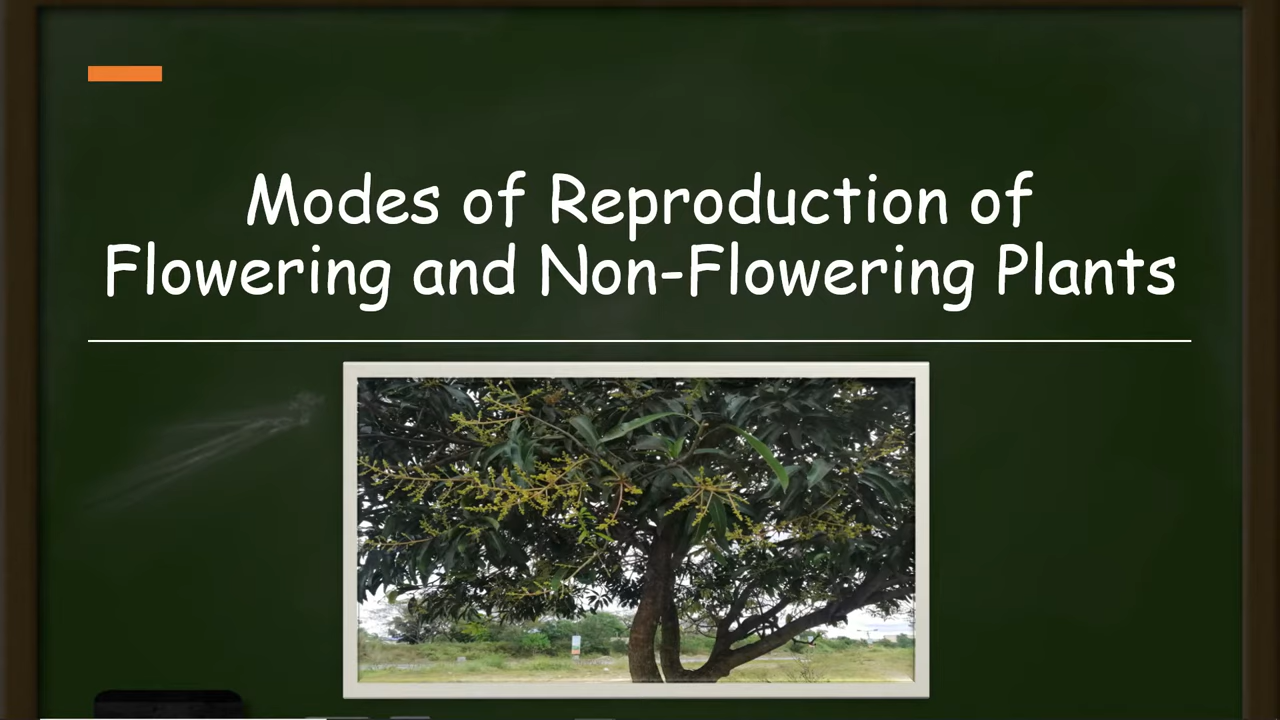 Modes of Reproduction of
Flowering and Non-Flowering Plants